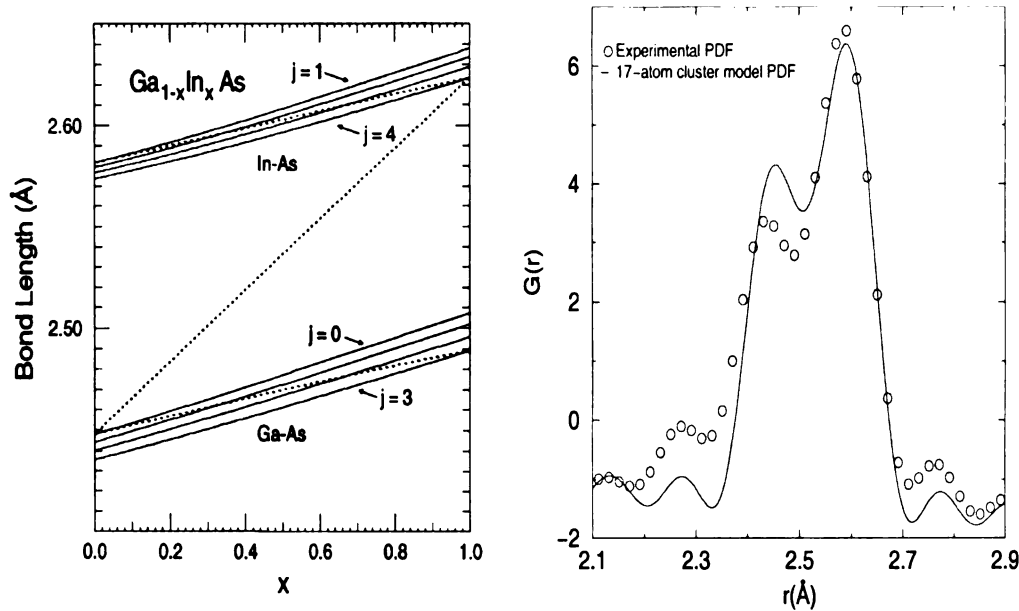 Ga1-xInx As
j = 1
j = 4
In-As
j = 0
j = 3
Ga-As
Bond Length (Å)
2.60
2.50
0.0 0.2 0.4 0.6 0.8 1.0
X
Experimental PDF
17-atom cluster model PDF
G(r)
6
4
2
0
-2
2.1 2.3 2.5 2.7 2.9
r(Å)